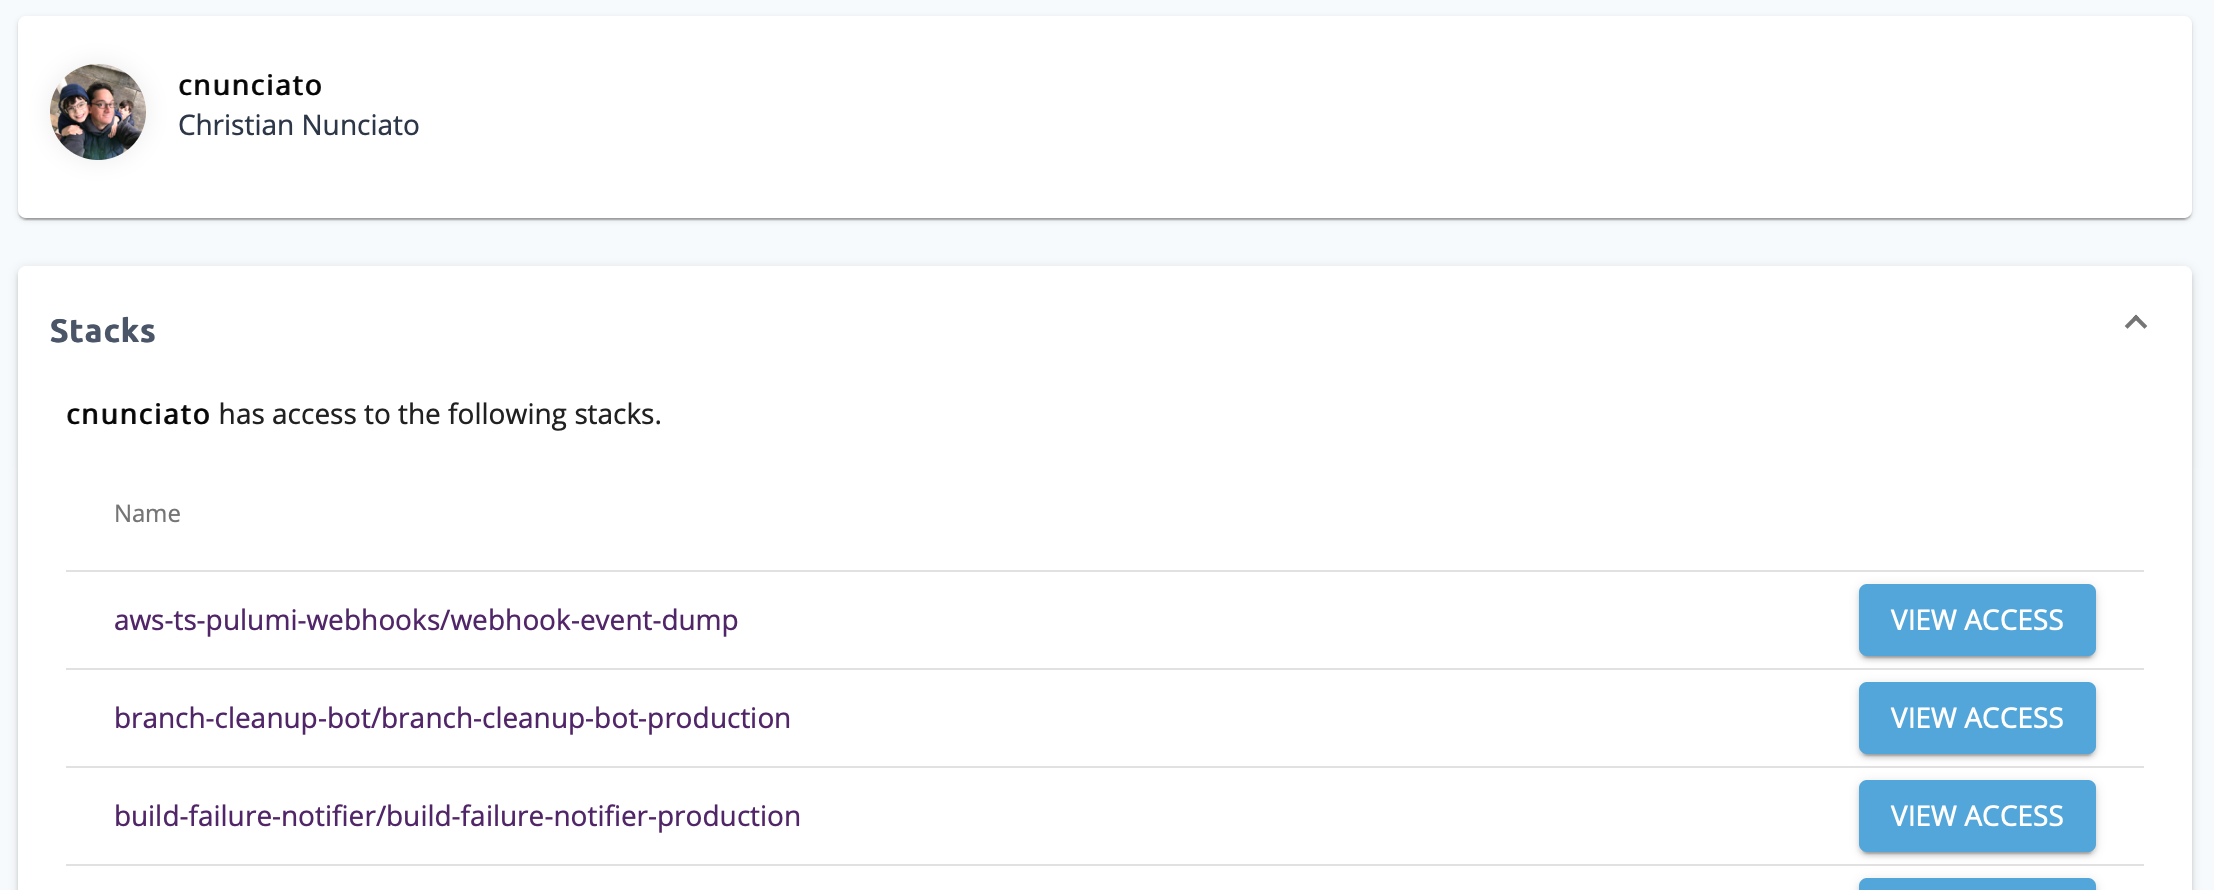 cnunciato
Christian Nunciato
Stacks
cnunciato has access to the following stacks.
Name
aws-ts-pulumi-webhooks/webhook-event-dump
VIEW ACCESS
branch-cleanup-bot/branch-cleanup-bot-production
VIEW ACCESS
build-failure-notifier/build-failure-notifier-production
VIEW ACCESS